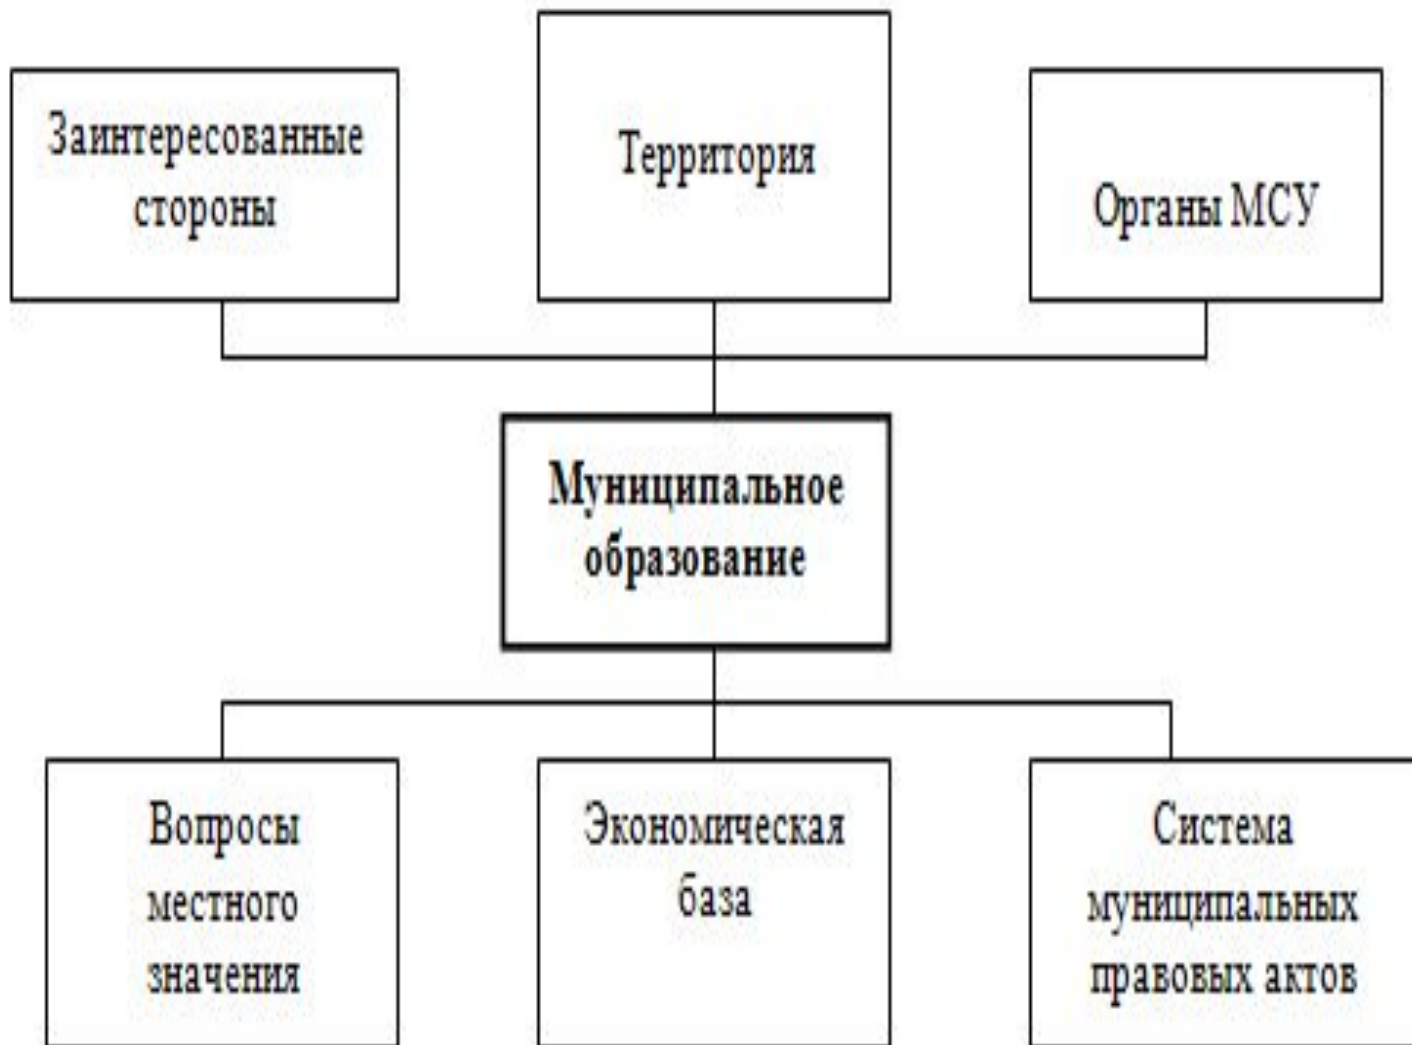 Заинтересованные
стороны
Территория
Органы МСУ
Муниципальное
образование
Вопросы
местного
значения
Экономическая
база
Система
муниципальных
правовых актов